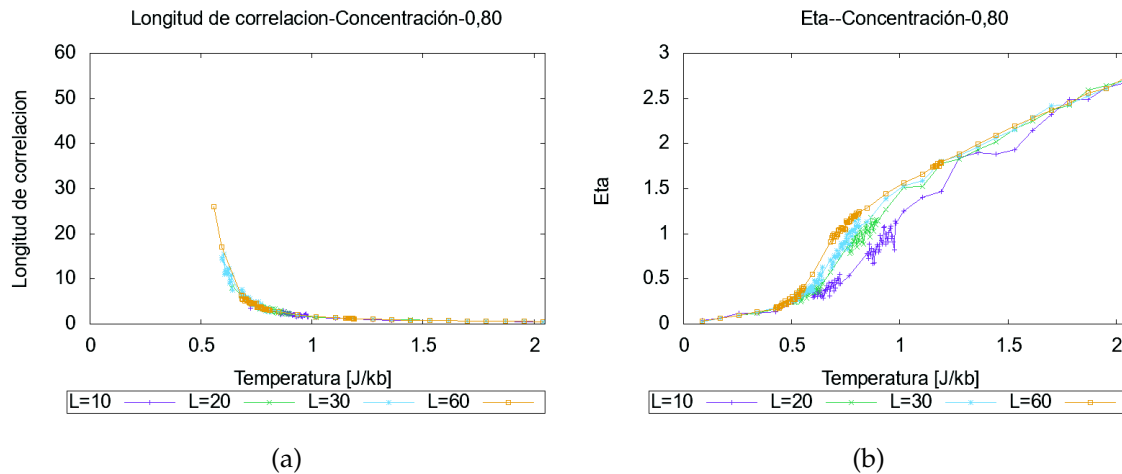 Longitud de correlacion-Concentración-0,80
60
50
40
30
20
10
0
Longitud de correlacion
0 0.5 1 1.5 2
Temperatura [J/kb]
L=10 L=20 L=30 L=60
(a)
Eta--Concentración-0,80
3
2.5
2
1.5
1
0.5
0
Eta
0 0.5 1 1.5 2
Temperatura [J/kb]
L=10 L=20 L=30 L=60
(b)